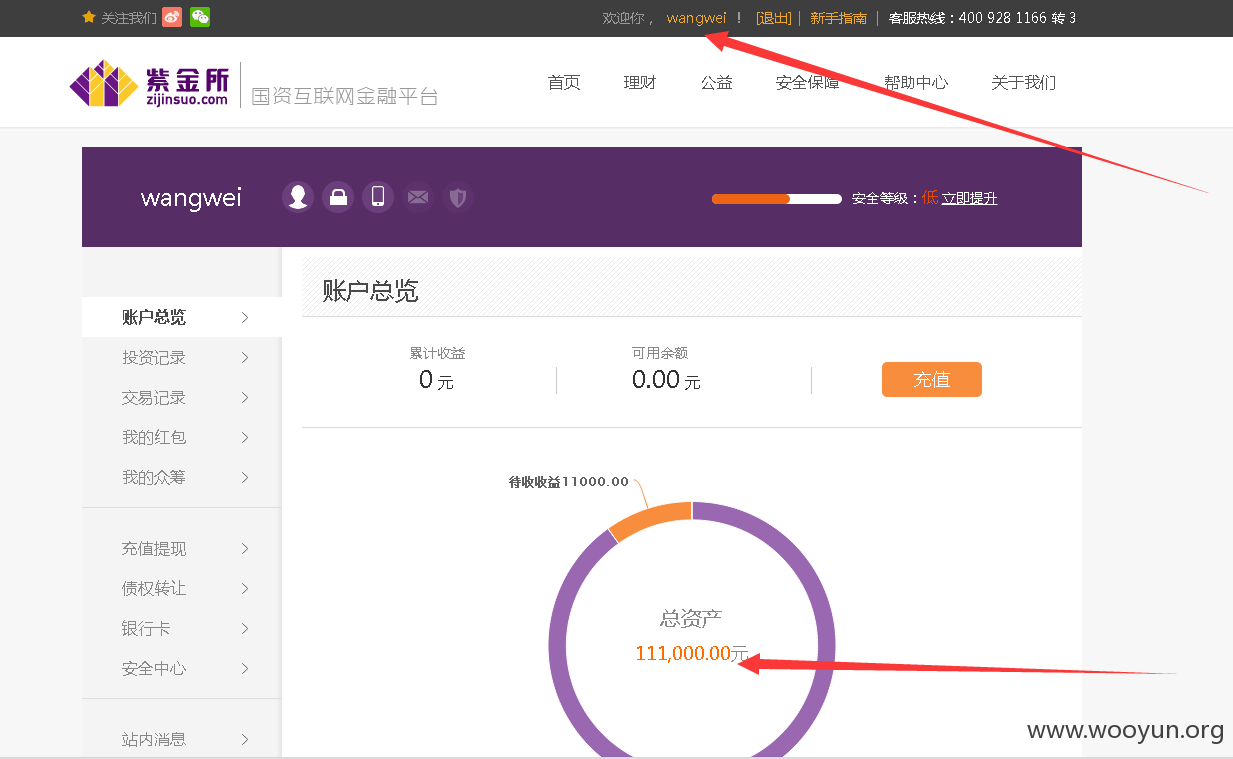 关注我们
欢迎你， wangwei ！ [退出] | 新手指南 | 客服热线：400 928 1166 转 3
紫金所
zijinsuo.com
国资互联网金融平台
首页 理财 公益 安全保障 帮助中心 关于我们
wangwei
安全等级：低 立即提升
账户总览
投资记录
交易记录
我的红包
我的众筹
充值提现
债权转让
银行卡
安全中心
站内消息
账户总览
累计收益
0 元
可用余额
0.00 元
充值
待收收益11000.00
总资产
111,000.00元
www.wooyun.org